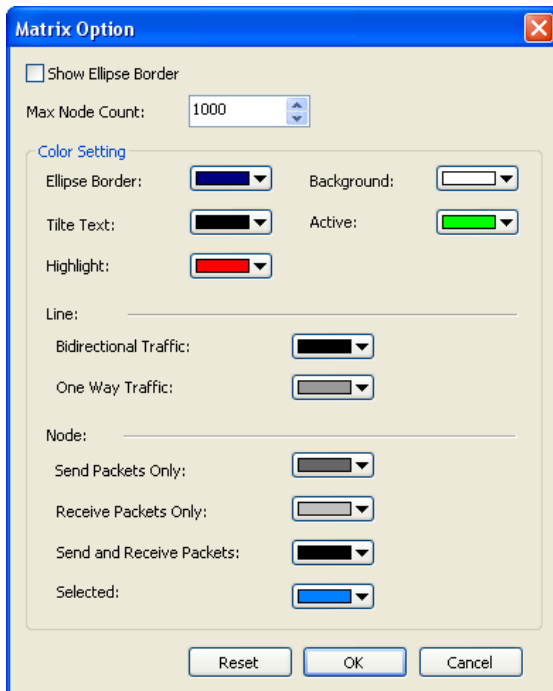 Matrix Option
Show Ellipse Border
Max Node Count: 1000
Color Setting
Ellipse Border: Background:
Tilte Text: Active:
Highlight:
Line:
Bidirectional Traffic:
One Way Traffic:
Node:
Send Packets Only:
Receive Packets Only:
Send and Receive Packets:
Selected:
Reset OK Cancel